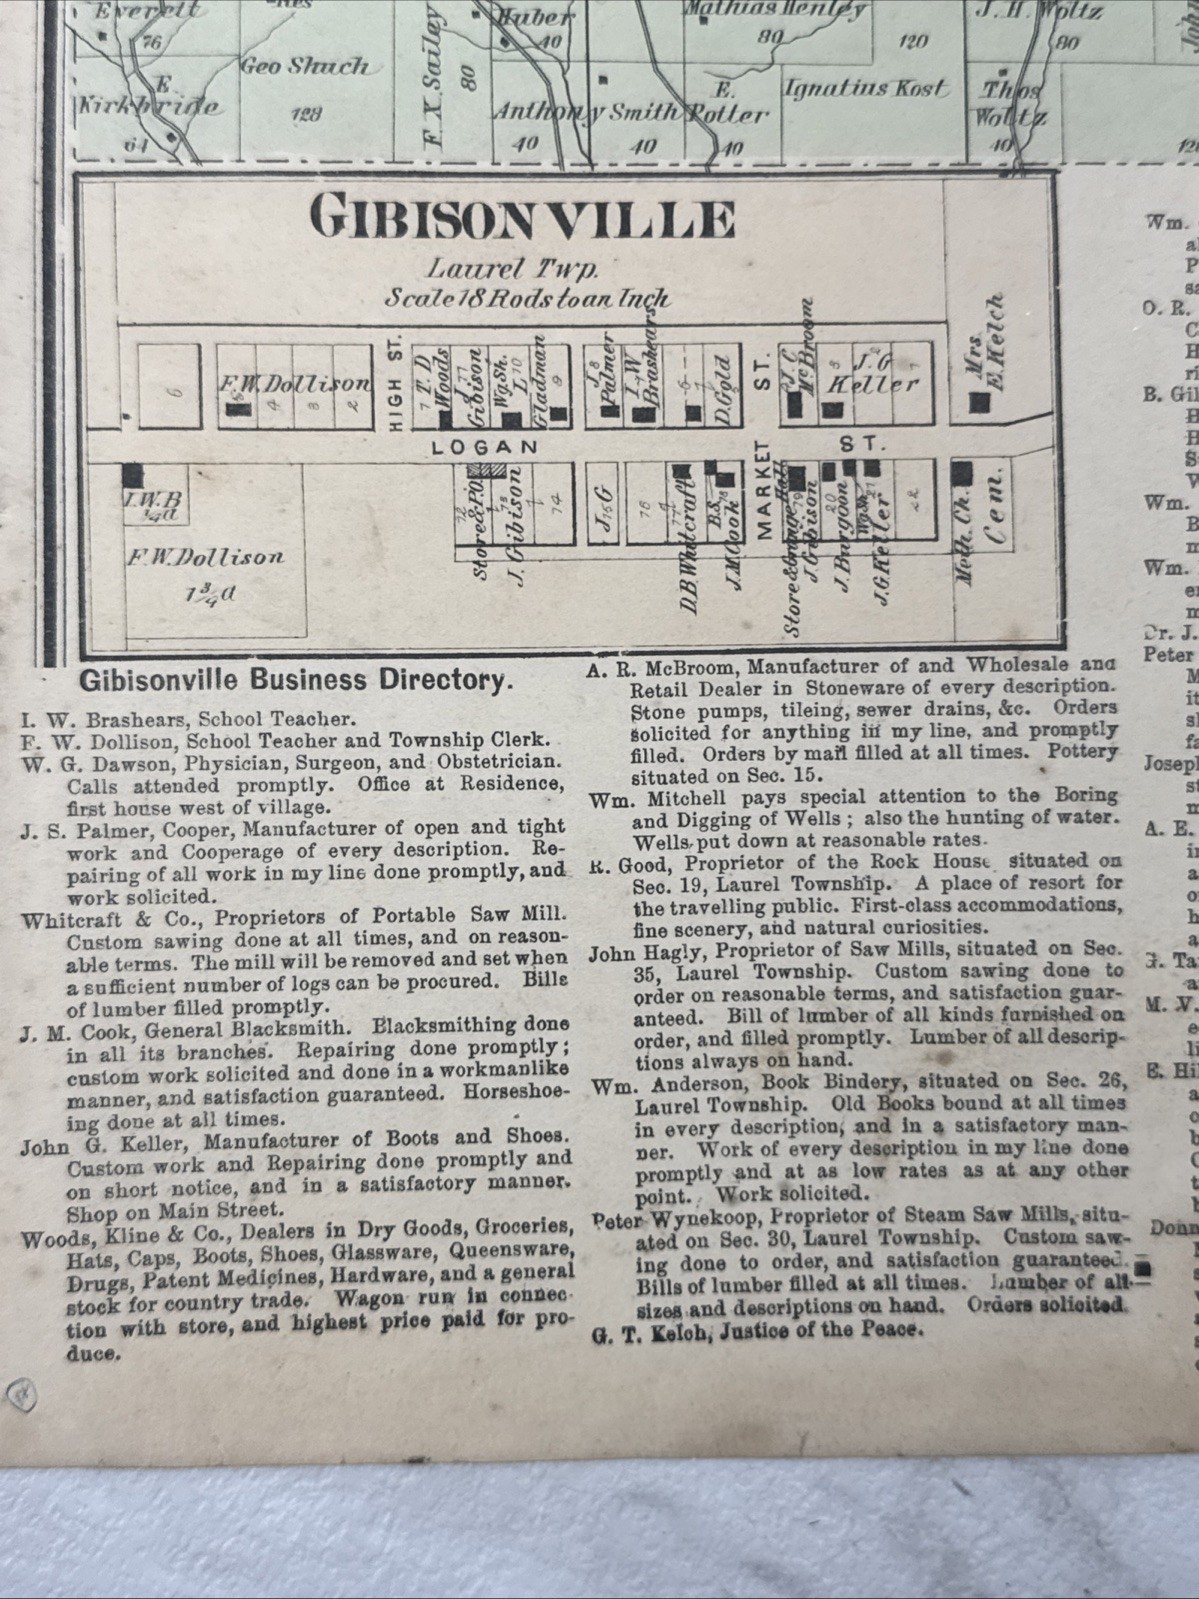 Everett
76
Huber
40
Mathias Henley
80
120
J. H. Woltz
80
Geo Shuch
128
F. X. Sailey
80
E. Kirkbride
64
Anthony Smith
40
40
E. Potter
40
Ignatius Kost
Thos Woltz
40
GIBISONVILLE
Laurel Twp.
Scale 18 Rods to an Inch
6
F. W. Dollison
5 4 3 2
HIGH ST.
T. D Woods
J. Gibison
Wash.
Gladman
J. Palmer
I. W Brashears
D. Gold
MARKET ST.
J. C McBroom
J. G Keller
Mrs. E. Kelch
LOGAN ST.
I. W. B
¼ a
F. W. Dollison
1¾ a
Store & P.O.
J. Gibison
74
J. G
76
D. B Whitcraft
B. S.
J. M. Cook
Store & Grange Hall
J. Gibison
J. Burgoon
Wash
J. G. Keller
22
Meth. Ch.
Cem.
Gibisonville Business Directory.
I. W. Brashears, School Teacher.
F. W. Dollison, School Teacher and Township Clerk.
W. G. Dawson, Physician, Surgeon, and Obstetrician.
Calls attended promptly. Office at Residence,
first house west of village.
J. S. Palmer, Cooper, Manufacturer of open and tight
work and Cooperage of every description. Re-
pairing of all work in my line done promptly, and
work solicited.
Whitcraft & Co., Proprietors of Portable Saw Mill.
Custom sawing done at all times, and on reason-
able terms. The mill will be removed and set when
a sufficient number of logs can be procured. Bills
of lumber filled promptly.
J. M. Cook, General Blacksmith. Blacksmithing done
in all its branches. Repairing done promptly;
custom work solicited and done in a workmanlike
manner, and satisfaction guaranteed. Horseshoe-
ing done at all times.
John G. Keller, Manufacturer of Boots and Shoes.
Custom work and Repairing done promptly and
on short notice, and in a satisfactory manner.
Shop on Main Street.
Woods, Kline & Co., Dealers in Dry Goods, Groceries,
Hats, Caps, Boots, Shoes, Glassware, Queensware,
Drugs, Patent Medicines, Hardware, and a general
stock for country trade. Wagon run in connec-
tion with store, and highest price paid for pro-
duce.
A. R. McBroom, Manufacturer of and Wholesale and
Retail Dealer in Stoneware of every description.
Stone pumps, tileing, sewer drains, &c. Orders
solicited for anything in my line, and promptly
filled. Orders by mail filled at all times. Pottery
situated on Sec. 15.
Wm. Mitchell pays special attention to the Boring
and Digging of Wells; also the hunting of water.
Wells put down at reasonable rates.
R. Good, Proprietor of the Rock House situated on
Sec. 19, Laurel Township. A place of resort for
the travelling public. First-class accommodations,
fine scenery, and natural curiosities.
John Hagly, Proprietor of Saw Mills, situated on Sec.
35, Laurel Township. Custom sawing done to
order on reasonable terms, and satisfaction guar-
anteed. Bill of lumber of all kinds furnished on
order, and filled promptly. Lumber of all descrip-
tions always on hand.
Wm. Anderson, Book Bindery, situated on Sec. 26,
Laurel Township. Old Books bound at all times
in every description, and in a satisfactory man-
ner. Work of every description in my line done
promptly and at as low rates as at any other
point. Work solicited.
Peter Wynekoop, Proprietor of Steam Saw Mills, situ-
ated on Sec. 30, Laurel Township. Custom saw-
ing done to order, and satisfaction guaranteed.
Bills of lumber filled at all times. Lumber of all
sizes and descriptions on hand. Orders solicited.
G. T. Kelch, Justice of the Peace.
Wm.
O. R.
B. Gil
Wm.
Wm.
Dr. J.
Peter
Joseph
A. E.
M. V.
E. Hil
Donn